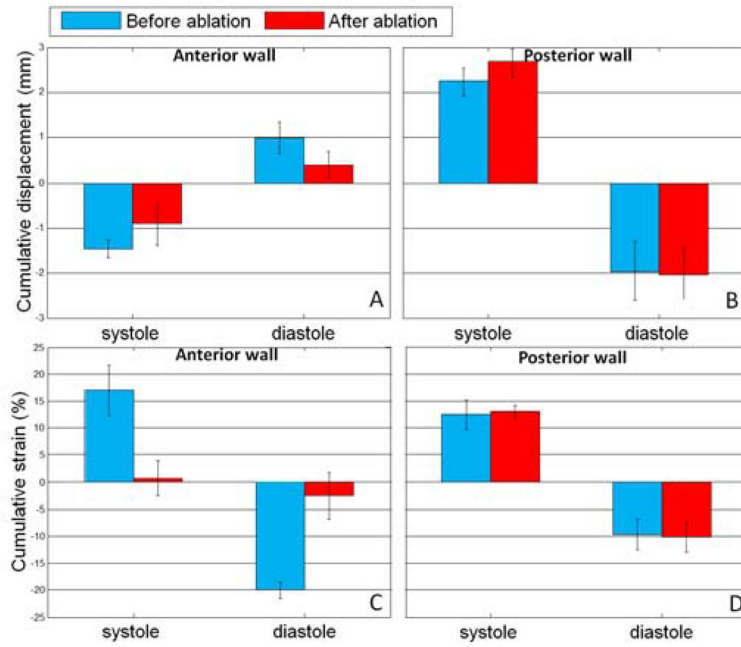 Before ablation After ablation
Anterior wall Posterior wall
Cumulative displacement (mm)
3
2
1
0
-1
-2
-3
A B
systole diastole systole diastole
Anterior wall Posterior wall
Cumulative strain (%)
25
20
15
10
5
0
-5
-10
-15
-20
-25
C D
systole diastole systole diastole